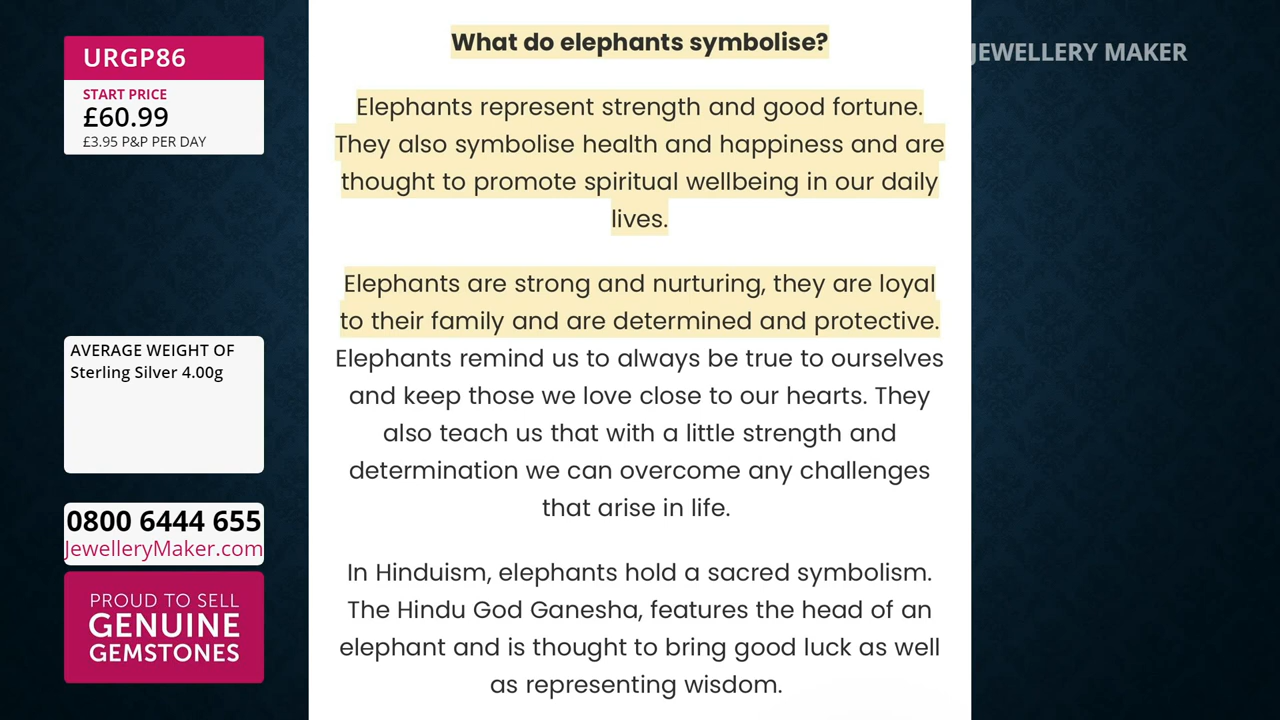 URGP86
START PRICE
£60.99
£3.95 P&P PER DAY
AVERAGE WEIGHT OF
Sterling Silver 4.00g
0800 6444 655
JewelleryMaker.com
PROUD TO SELL
GENUINE
GEMSTONES
What do elephants symbolise?
Elephants represent strength and good fortune.
They also symbolise health and happiness and are
thought to promote spiritual wellbeing in our daily
lives.
Elephants are strong and nurturing, they are loyal
to their family and are determined and protective.
Elephants remind us to always be true to ourselves
and keep those we love close to our hearts. They
also teach us that with a little strength and
determination we can overcome any challenges
that arise in life.
In Hinduism, elephants hold a sacred symbolism.
The Hindu God Ganesha, features the head of an
elephant and is thought to bring good luck as well
as representing wisdom.
JEWELLERY MAKER